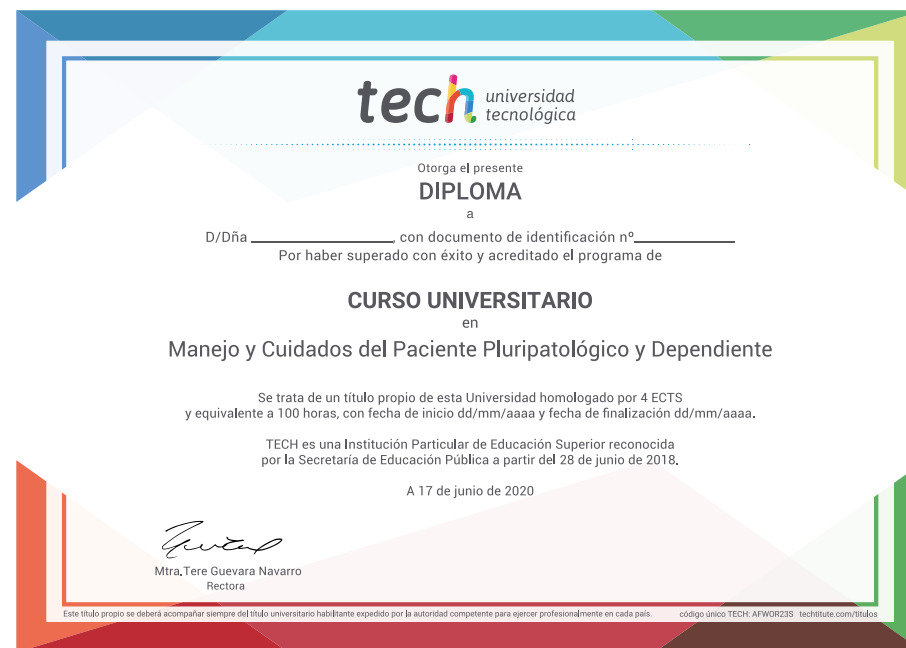 tech universidad
tecnológica
Otorga el presente
DIPLOMA
a
D/Dña ____________________, con documento de identificación nº______________
Por haber superado con éxito y acreditado el programa de
CURSO UNIVERSITARIO
en
Manejo y Cuidados del Paciente Pluripatológico y Dependiente
Se trata de un título propio de esta Universidad homologado por 4 ECTS
y equivalente a 100 horas, con fecha de inicio dd/mm/aaaa y fecha de finalización dd/mm/aaaa.
TECH es una Institución Particular de Educación Superior reconocida
por la Secretaría de Educación Pública a partir del 28 de junio de 2018.
A 17 de junio de 2020
Mtra.Tere Guevara Navarro
Rectora
Este título propio se deberá acompañar siempre del título universitario habilitante expedido por la autoridad competente para ejercer profesionalmente en cada país. código único TECH: AFWOR23S techtitute.com/títulos